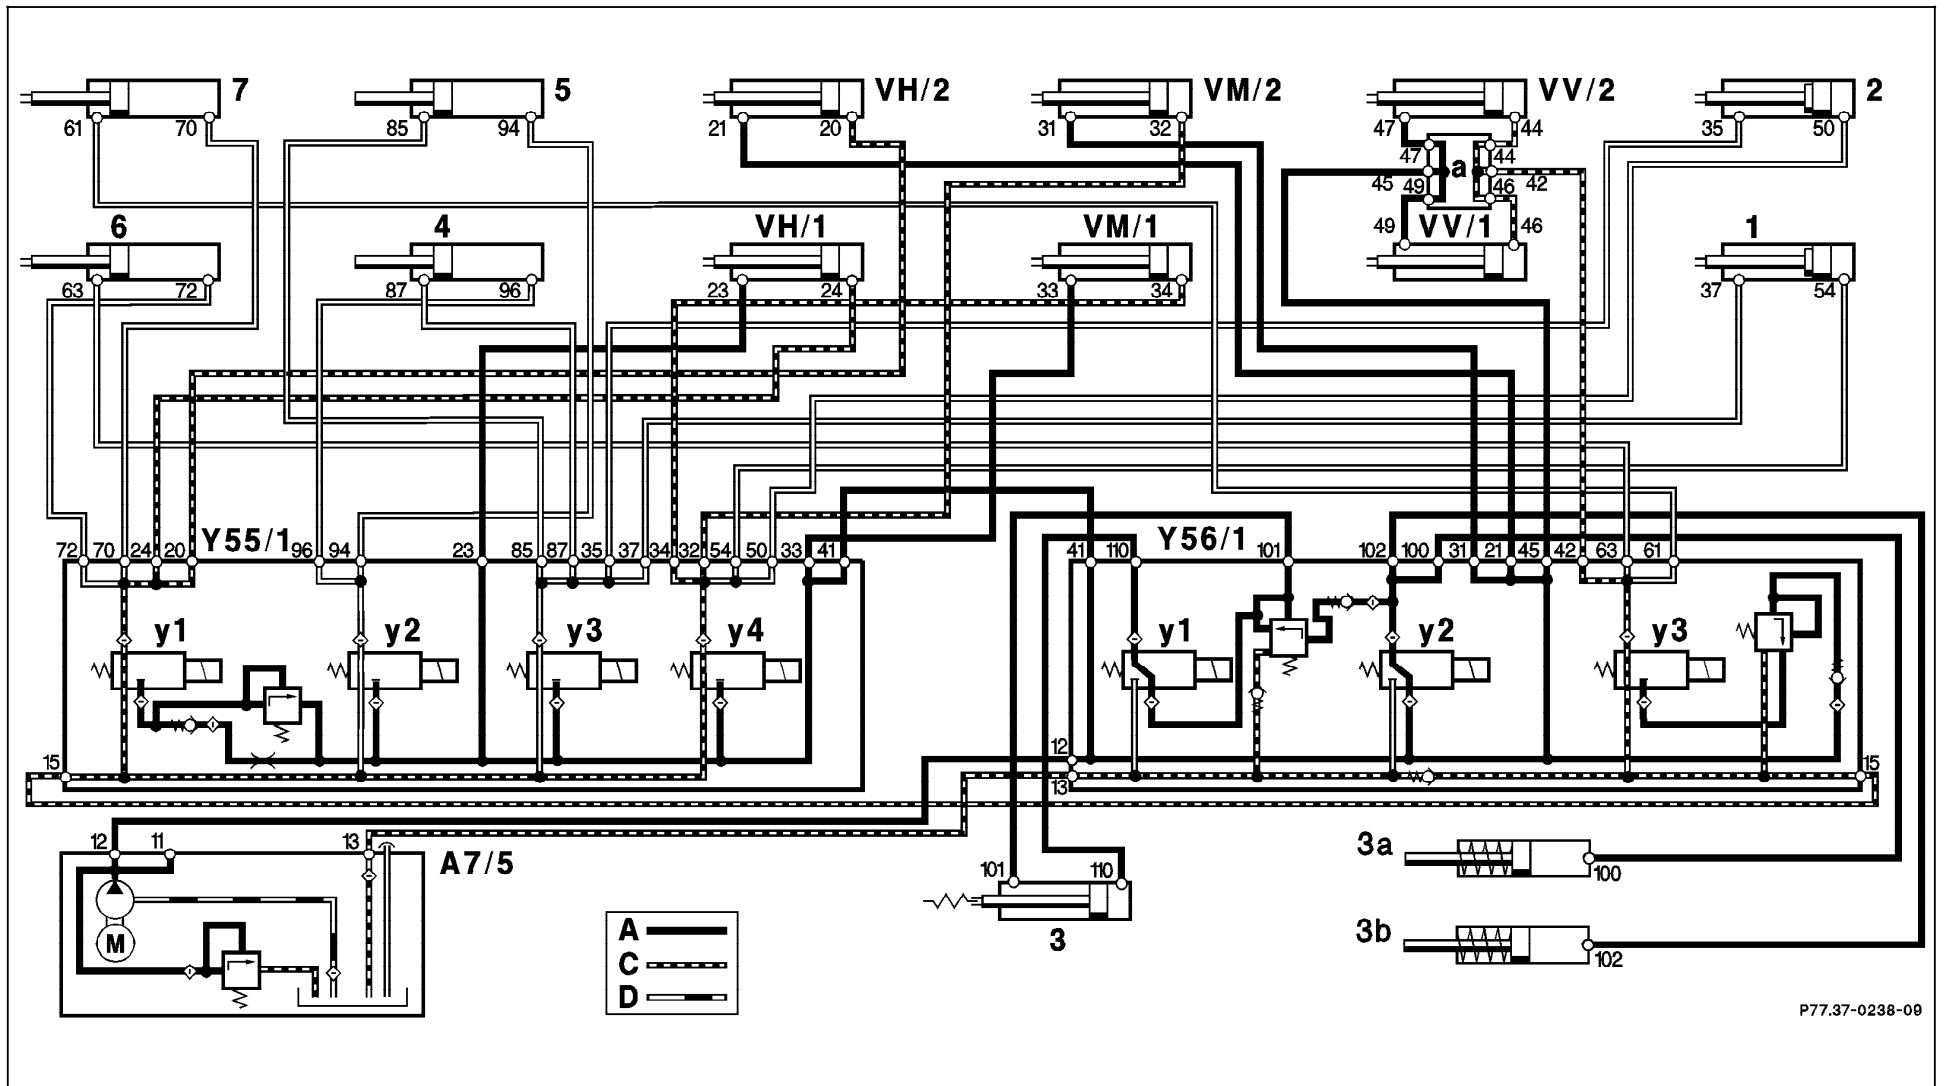 7 5 VH/2 VM/2 VV/2 2
61 70 85 94 21 20 31 32 47 44 35 50
47 44
a
45 49 46 42
6 4 VH/1 VM/1 49 VV/1 46 1
63 72 87 96 23 24 33 34 37 54
Y55/1 Y56/1
72 70 24 20 96 94 23 85 87 35 37 34 32 54 50 33 41 41 110 101 102 100 31 21 45 42 63 61
y1 y2 y3 y4 y1 y2 y3
12
15 13 15
12 11 13
A7/5
3a
101 110 100
M
A
3
3b
C
102
D
P77.37-0238-09